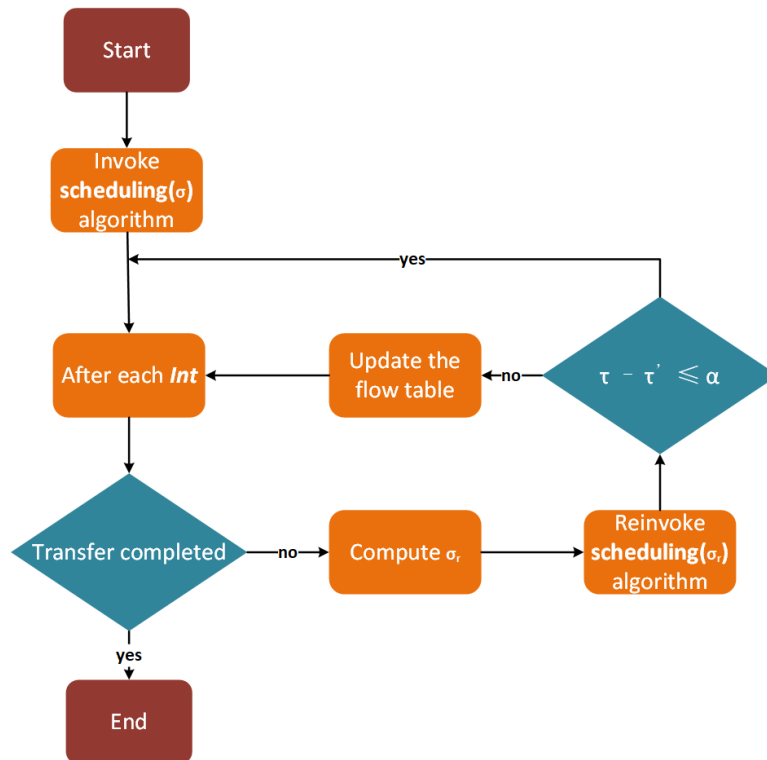 Start
Invoke
scheduling(σ)
algorithm
yes
After each Int
Update the
flow table
no
τ - τ' ≤ α
Transfer completed
no
Compute σᵣ
Reinvoke
scheduling(σᵣ)
algorithm
yes
End